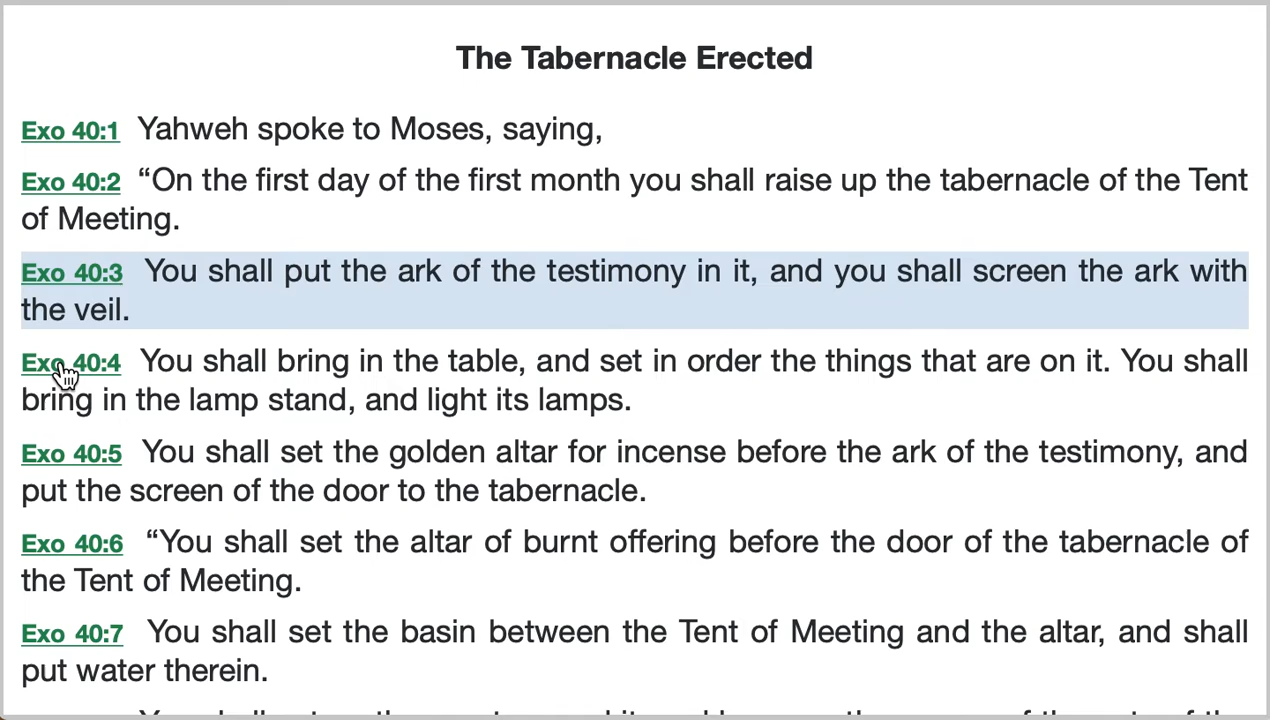 The Tabernacle Erected
Exo 40:1 Yahweh spoke to Moses, saying,
Exo 40:2 “On the first day of the first month you shall raise up the tabernacle of the Tent
of Meeting.
Exo 40:3 You shall put the ark of the testimony in it, and you shall screen the ark with
the veil.
Exo 40:4 You shall bring in the table, and set in order the things that are on it. You shall
bring in the lamp stand, and light its lamps.
Exo 40:5 You shall set the golden altar for incense before the ark of the testimony, and
put the screen of the door to the tabernacle.
Exo 40:6 “You shall set the altar of burnt offering before the door of the tabernacle of
the Tent of Meeting.
Exo 40:7 You shall set the basin between the Tent of Meeting and the altar, and shall
put water therein.